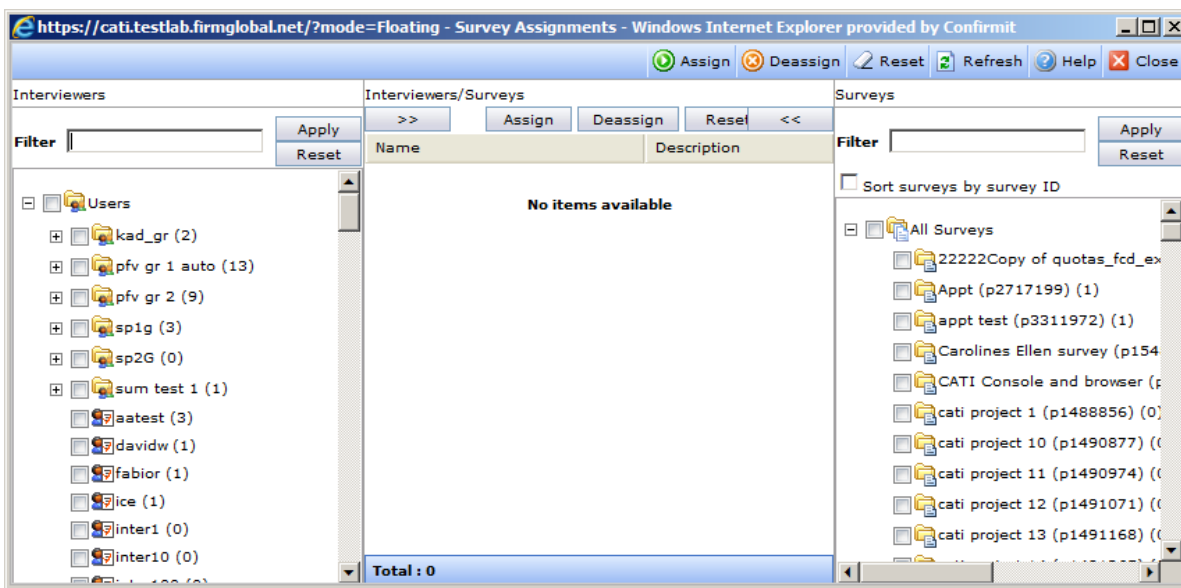 https://cati.testlab.firmglobal.net/?mode=Floating - Survey Assignments - Windows Internet Explorer provided by Confirmit
Assign Deassign Reset Refresh Help Close
Interviewers
Filter
Apply
Reset
Users
kad_gr (2)
pfv gr 1 auto (13)
pfv gr 2 (9)
sp1g (3)
sp2G (0)
sum test 1 (1)
aatest (3)
davidw (1)
fabior (1)
ice (1)
inter1 (0)
inter10 (0)
Interviewers/Surveys
>> Assign Deassign Reset <<
Name Description
No items available
Total : 0
Surveys
Filter
Apply
Reset
Sort surveys by survey ID
All Surveys
22222Copy of quotas_fcd_ex
Appt (p2717199) (1)
appt test (p3311972) (1)
Carolines Ellen survey (p154
CATI Console and browser (p
cati project 1 (p1488856) (0)
cati project 10 (p1490877) (0
cati project 11 (p1490974) (0
cati project 12 (p1491071) (0
cati project 13 (p1491168) (0